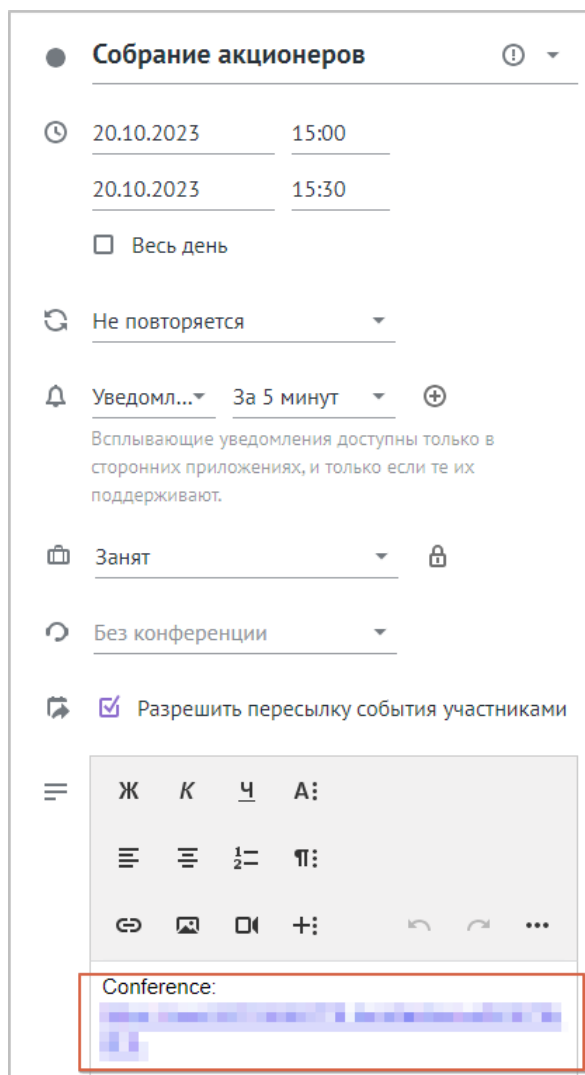 Собрание акционеров
20.10.2023 15:00
20.10.2023 15:30
Весь день
Не повторяется
Уведомл... За 5 минут
Всплывающие уведомления доступны только в
сторонних приложениях, и только если те их
поддерживают.
Занят
Без конференции
Разрешить пересылку события участниками
Ж К Ч A
Conference: